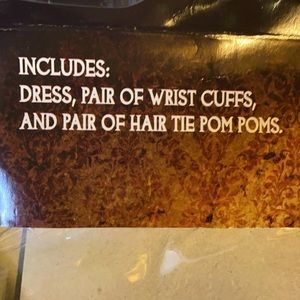 INCLUDES:
DRESS, PAIR OF WRIST CUFFS,
AND PAIR OF HAIR TIE POM POMS.